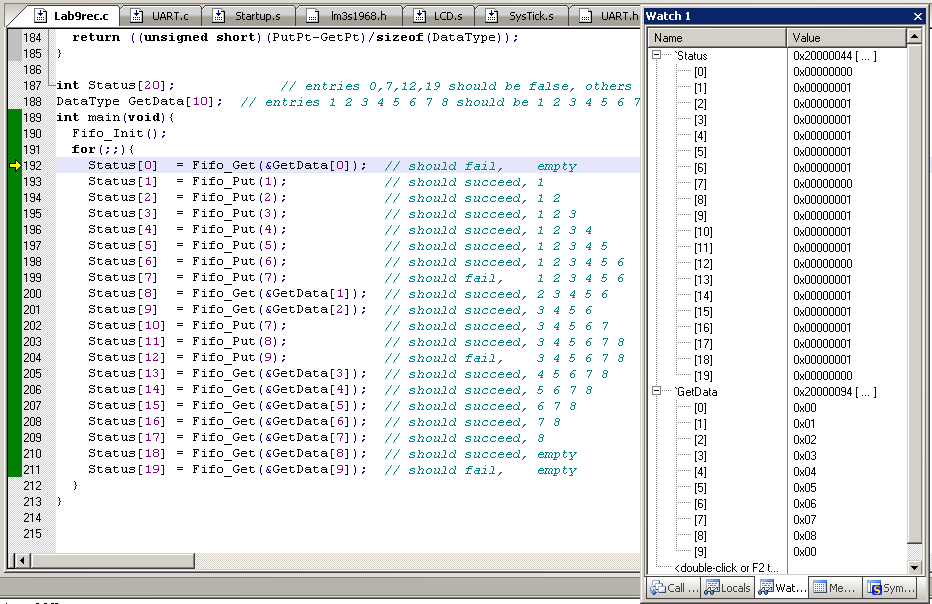 Lab9rec.c UART.c Startup.s lm3s1968.h LCD.s SysTick.s UART.h
184 return ((unsigned short)(PutPt-GetPt)/sizeof(DataType));
185 }
186
187 int Status[20]; // entries 0,7,12,19 should be false, others
188 DataType GetData[10]; // entries 1 2 3 4 5 6 7 8 should be 1 2 3 4 5 6 7
189 int main(void){
190 Fifo_Init();
191 for(;;){
192 Status[0] = Fifo_Get(&GetData[0]); // should fail, empty
193 Status[1] = Fifo_Put(1); // should succeed, 1
194 Status[2] = Fifo_Put(2); // should succeed, 1 2
195 Status[3] = Fifo_Put(3); // should succeed, 1 2 3
196 Status[4] = Fifo_Put(4); // should succeed, 1 2 3 4
197 Status[5] = Fifo_Put(5); // should succeed, 1 2 3 4 5
198 Status[6] = Fifo_Put(6); // should succeed, 1 2 3 4 5 6
199 Status[7] = Fifo_Put(7); // should fail, 1 2 3 4 5 6
200 Status[8] = Fifo_Get(&GetData[1]); // should succeed, 2 3 4 5 6
201 Status[9] = Fifo_Get(&GetData[2]); // should succeed, 3 4 5 6
202 Status[10] = Fifo_Put(7); // should succeed, 3 4 5 6 7
203 Status[11] = Fifo_Put(8); // should succeed, 3 4 5 6 7 8
204 Status[12] = Fifo_Put(9); // should fail, 3 4 5 6 7 8
205 Status[13] = Fifo_Get(&GetData[3]); // should succeed, 4 5 6 7 8
206 Status[14] = Fifo_Get(&GetData[4]); // should succeed, 5 6 7 8
207 Status[15] = Fifo_Get(&GetData[5]); // should succeed, 6 7 8
208 Status[16] = Fifo_Get(&GetData[6]); // should succeed, 7 8
209 Status[17] = Fifo_Get(&GetData[7]); // should succeed, 8
210 Status[18] = Fifo_Get(&GetData[8]); // should succeed, empty
211 Status[19] = Fifo_Get(&GetData[9]); // should fail, empty
212 }
213 }
214
215
Watch 1
Name Value
`Status 0x20000044 [ ... ]
[0] 0x00000000
[1] 0x00000001
[2] 0x00000001
[3] 0x00000001
[4] 0x00000001
[5] 0x00000001
[6] 0x00000001
[7] 0x00000000
[8] 0x00000001
[9] 0x00000001
[10] 0x00000001
[11] 0x00000001
[12] 0x00000000
[13] 0x00000001
[14] 0x00000001
[15] 0x00000001
[16] 0x00000001
[17] 0x00000001
[18] 0x00000001
[19] 0x00000000
`GetData 0x20000094 [ ... ]
[0] 0x00
[1] 0x01
[2] 0x02
[3] 0x03
[4] 0x04
[5] 0x05
[6] 0x06
[7] 0x07
[8] 0x08
[9] 0x00
<double-click or F2 t...
Call ... Locals Wat... Me... Sym...